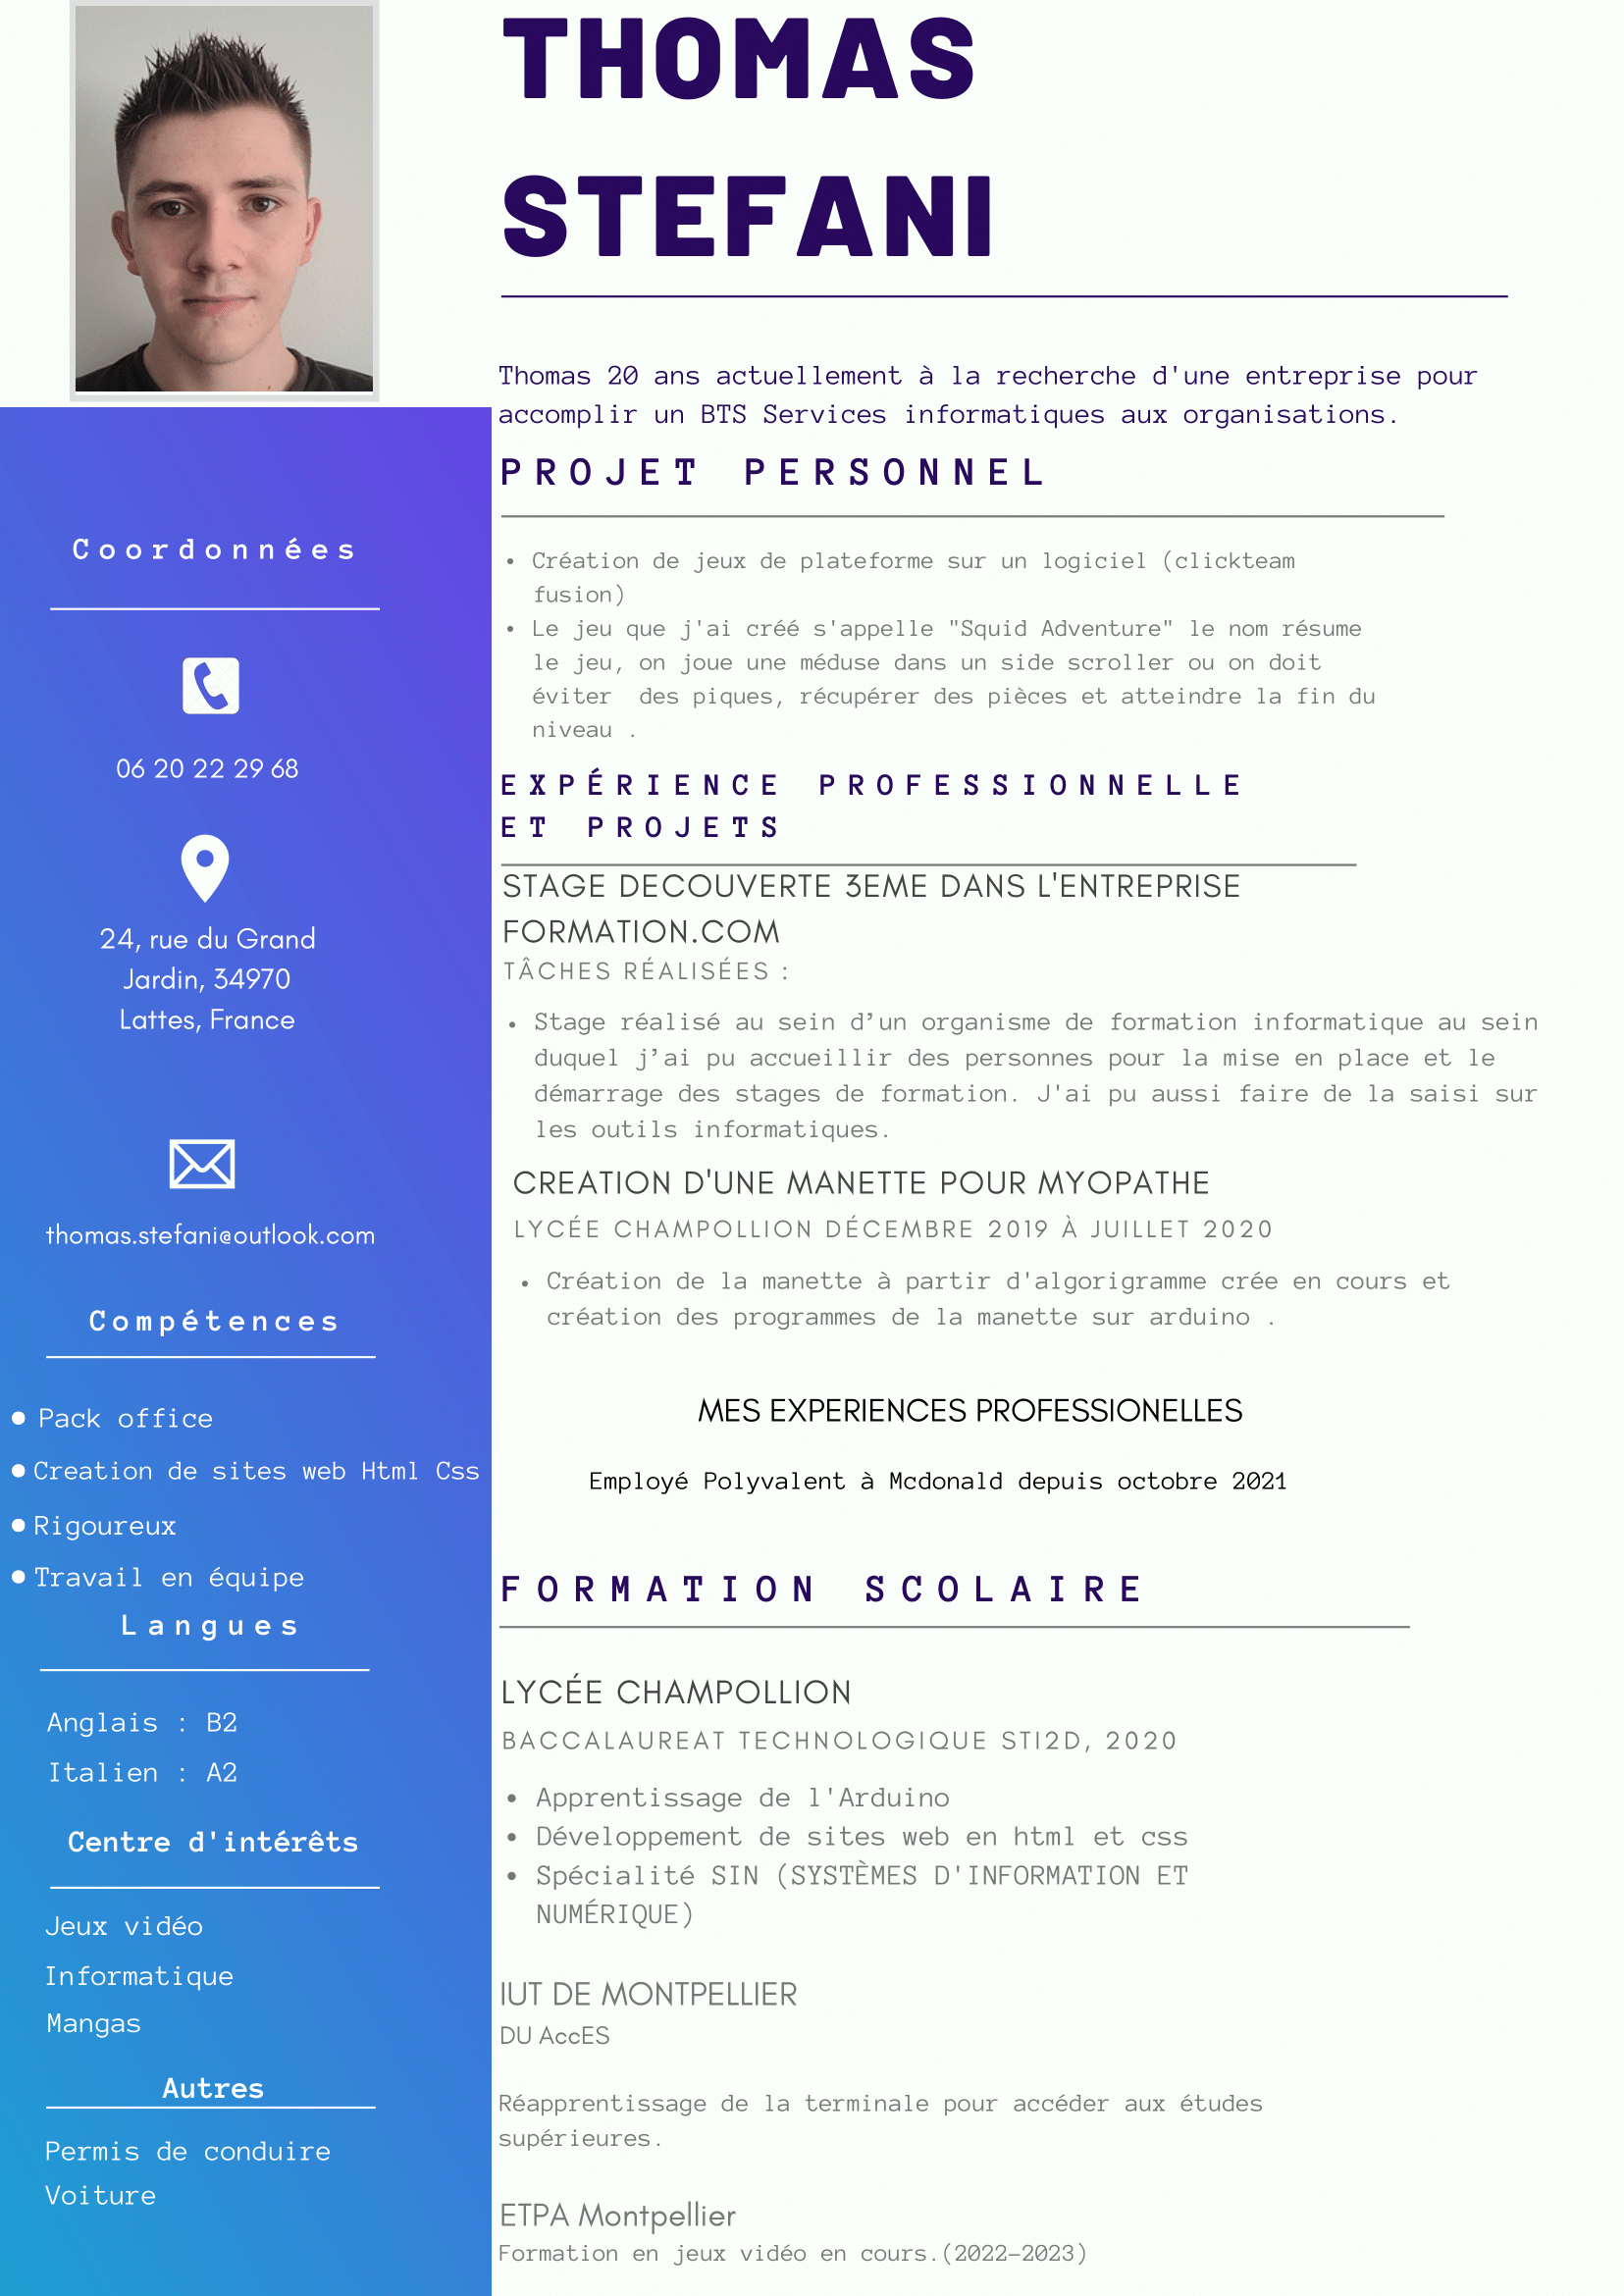 THOMAS
STEFANI
Thomas 20 ans actuellement à la recherche d'une entreprise pour
accomplir un BTS Services informatiques aux organisations.
PROJET PERSONNEL
• Création de jeux de plateforme sur un logiciel (clickteam
fusion)
• Le jeu que j'ai créé s'appelle "Squid Adventure" le nom résume
le jeu, on joue une méduse dans un side scroller ou on doit
éviter  des piques, récupérer des pièces et atteindre la fin du
niveau .
EXPÉRIENCE PROFESSIONNELLE
ET PROJETS
STAGE DECOUVERTE 3EME DANS L'ENTREPRISE
FORMATION.COM
TÂCHES RÉALISÉES :
• Stage réalisé au sein d’un organisme de formation informatique au sein
duquel j’ai pu accueillir des personnes pour la mise en place et le
démarrage des stages de formation. J'ai pu aussi faire de la saisi sur
les outils informatiques.
CREATION D'UNE MANETTE POUR MYOPATHE
LYCÉE CHAMPOLLION DÉCEMBRE 2019 À JUILLET 2020
• Création de la manette à partir d'algorigramme crée en cours et
création des programmes de la manette sur arduino .
MES EXPERIENCES PROFESSIONELLES
Employé Polyvalent à Mcdonald depuis octobre 2021
FORMATION SCOLAIRE
LYCÉE CHAMPOLLION
BACCALAUREAT TECHNOLOGIQUE STI2D, 2020
• Apprentissage de l'Arduino
• Développement de sites web en html et css
• Spécialité SIN (SYSTÈMES D'INFORMATION ET
NUMÉRIQUE)
IUT DE MONTPELLIER
DU AccES
Réapprentissage de la terminale pour accéder aux études
supérieures.
ETPA Montpellier
Formation en jeux vidéo en cours.(2022-2023)
Coordonnées
06 20 22 29 68
24, rue du Grand
Jardin, 34970
Lattes, France
thomas.stefani@outlook.com
Compétences
• Pack office
• Creation de sites web Html Css
• Rigoureux
• Travail en équipe
Langues
Anglais : B2
Italien : A2
Centre d'intérêts
Jeux vidéo
Informatique
Mangas
Autres
Permis de conduire
Voiture